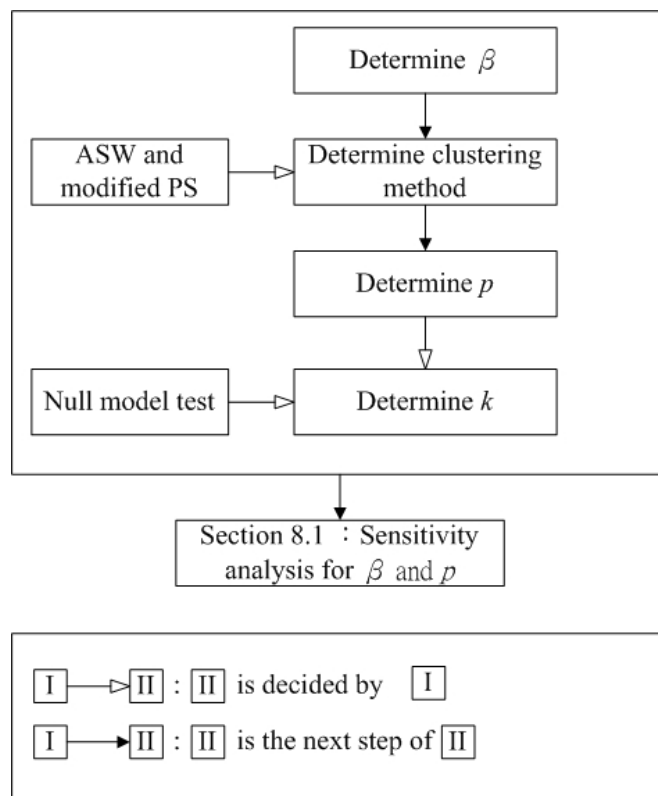 Determine β
ASW and
modified PS
Determine clustering
method
Determine p
Null model test
Determine k
Section 8.1 : Sensitivity
analysis for β and p
I II : II is decided by I
I II : II is the next step of II